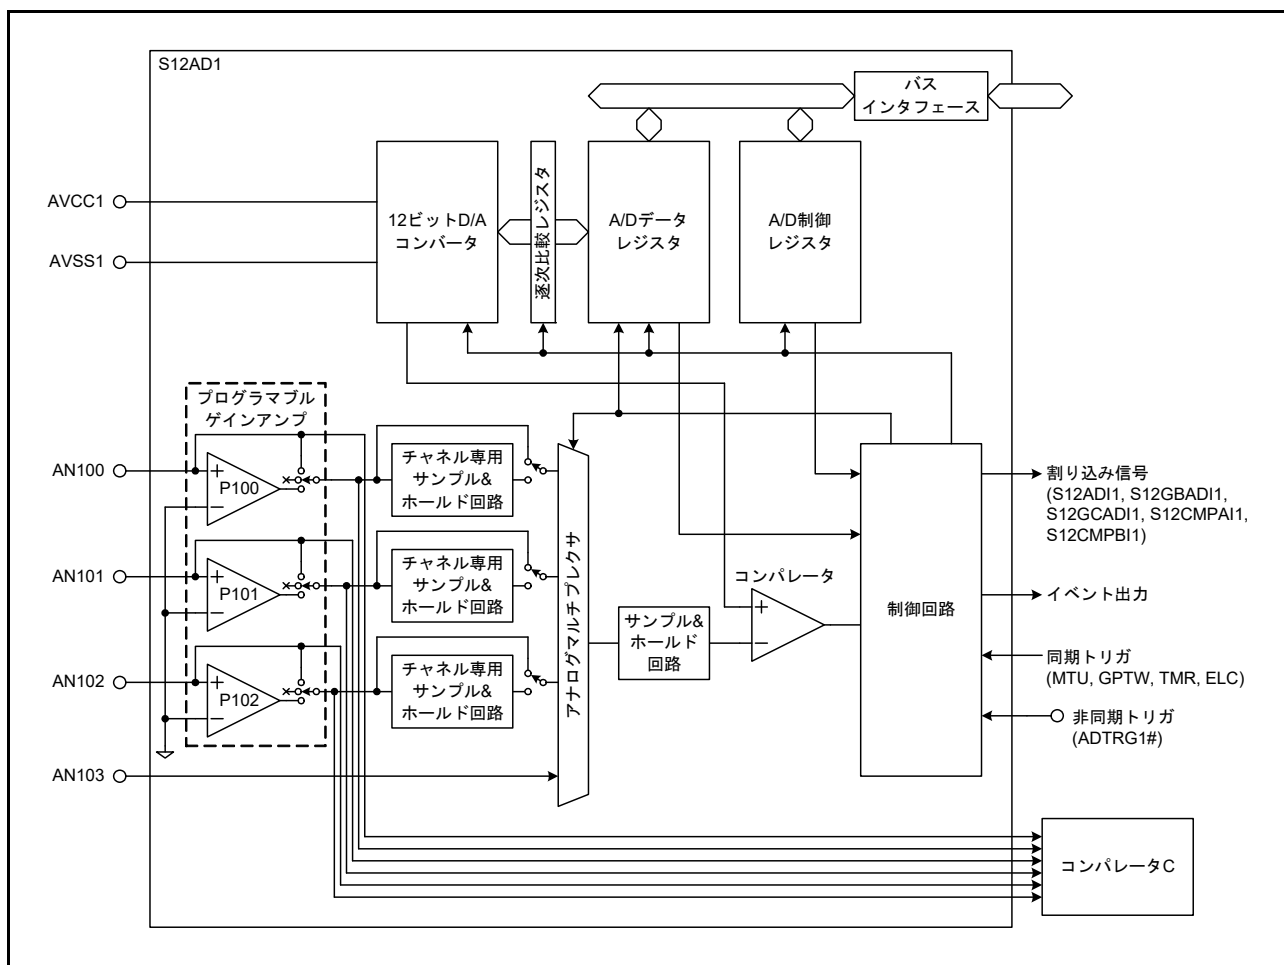 S12AD1
バス
インタフェース
AVCC1
AVSS1
12ビットD/A
コンバータ
逐次比較レジスタ
A/Dデータ
レジスタ
A/D制御
レジスタ
プログラマブル
ゲインアンプ
AN100
+
P100
−
チャネル専用
サンプル&
ホールド回路
AN101
+
P101
−
チャネル専用
サンプル&
ホールド回路
AN102
+
P102
−
チャネル専用
サンプル&
ホールド回路
AN103
アナログマルチプレクサ
サンプル&
ホールド
回路
コンパレータ
+
−
制御回路
割り込み信号
(S12ADI1, S12GBADI1,
S12GCADI1, S12CMPAI1,
S12CMPBI1)
イベント出力
同期トリガ
(MTU, GPTW, TMR, ELC)
非同期トリガ
(ADTRG1#)
コンパレータC